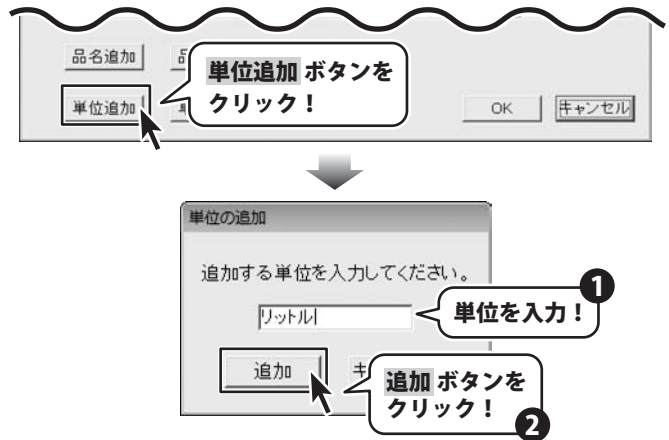 品名追加
単位追加 ボタンを
クリック！
単位追加
OK
キャンセル
単位の追加
追加する単位を入力してください。
リットル
❶
単位を入力！
追加
キ
追加 ボタンを
クリック！
❷